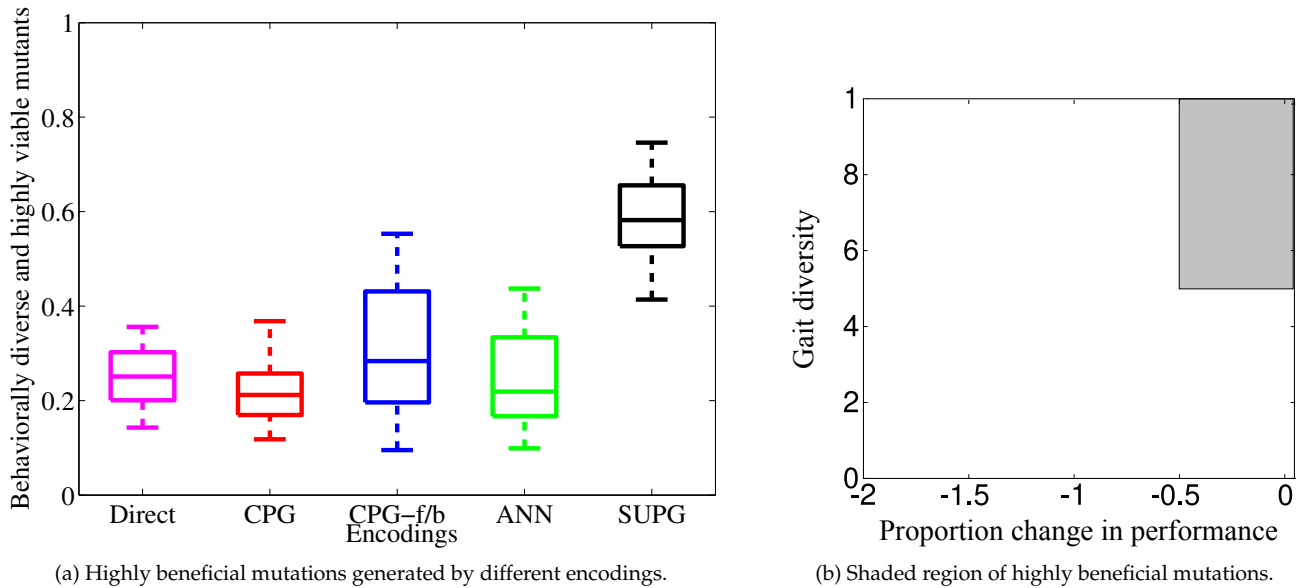 Behaviorally diverse and highly viable mutants
1
0.8
0.6
0.4
0.2
0
Direct CPG CPG−f/b ANN SUPG
Encodings
(a) Highly beneficial mutations generated by different encodings.
Gait diversity
1
8
6
4
2
0
-2 -1.5 -1 -0.5 0
Proportion change in performance
(b) Shaded region of highly beneficial mutations.